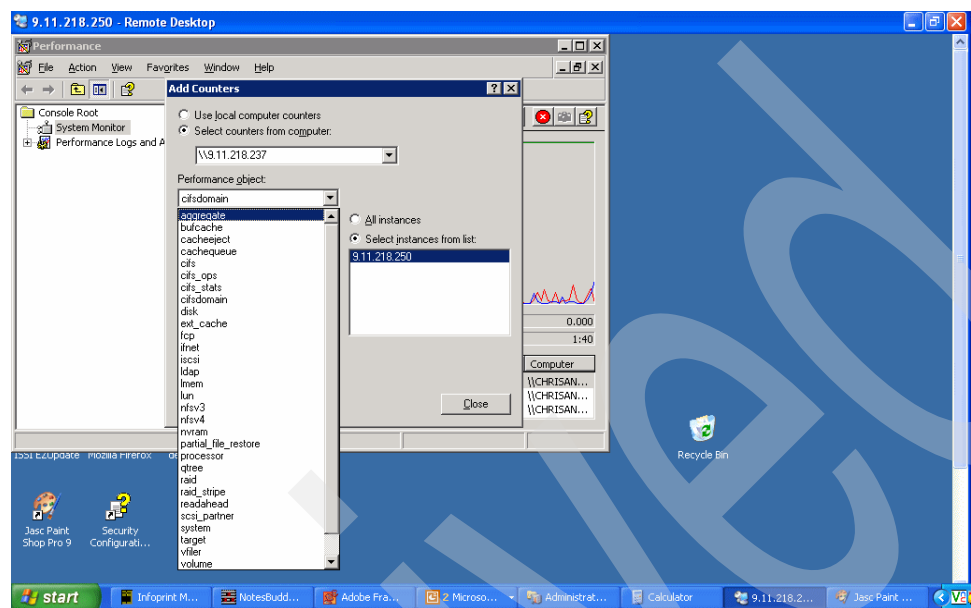 9.11.218.250 - Remote Desktop
Performance
File Action View Favorites Window Help
Console Root
System Monitor
Performance Logs and A
Add Counters
Use local computer counters
Select counters from computer:
\\9.11.218.237
Performance object:
cifsdomain
aggregate
bufcache
cacheeject
cachequeue
cifs
cifs_ops
cifs_stats
cifsdomain
disk
ext_cache
fcp
ifnet
iscsi
ldap
lmem
lun
nfsv3
nfsv4
nvram
partial_file_restore
processor
qtree
raid
raid_stripe
readahead
scsi_partner
system
target
vfiler
volume
All instances
Select instances from list:
9.11.218.250
Close
0.000
1:40
Computer
\\CHRISAN...
\\CHRISAN...
\\CHRISAN...
ISSI EZUpdate Mozilla Firefox de
Recycle Bin
Jasc Paint Shop Pro 9
Security Configurati...
start
Infoprint M...
NotesBudd...
Adobe Fra...
2 Microso...
Administrat...
Calculator
9.11.218.2...
Jasc Paint ...